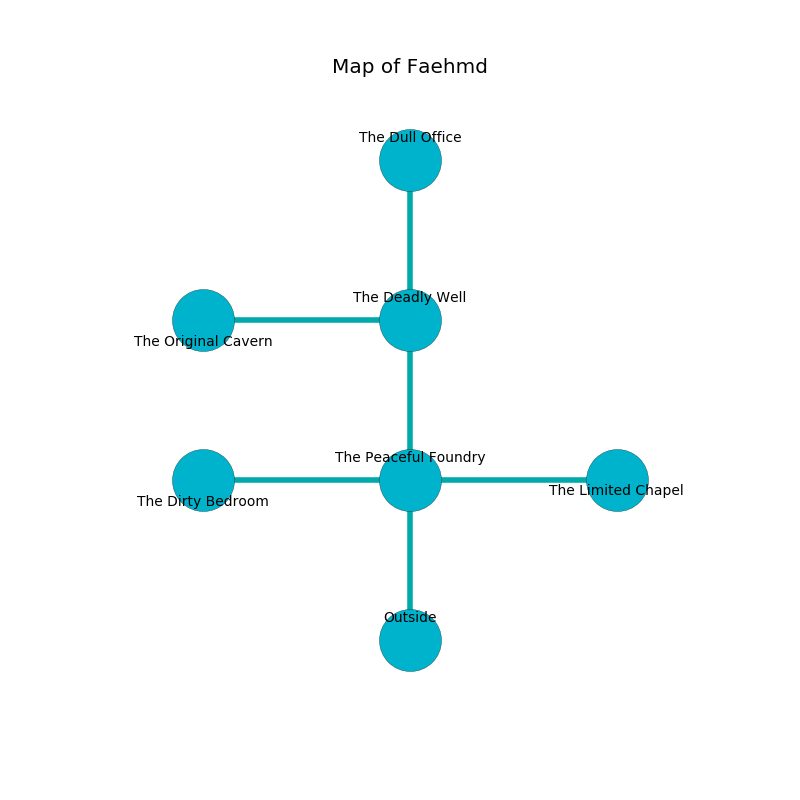 Map of Faehmd
The Dull Office
The Deadly Well
The Original Cavern
The Peaceful Foundry
The Limited Chapel
The Dirty Bedroom
Outside